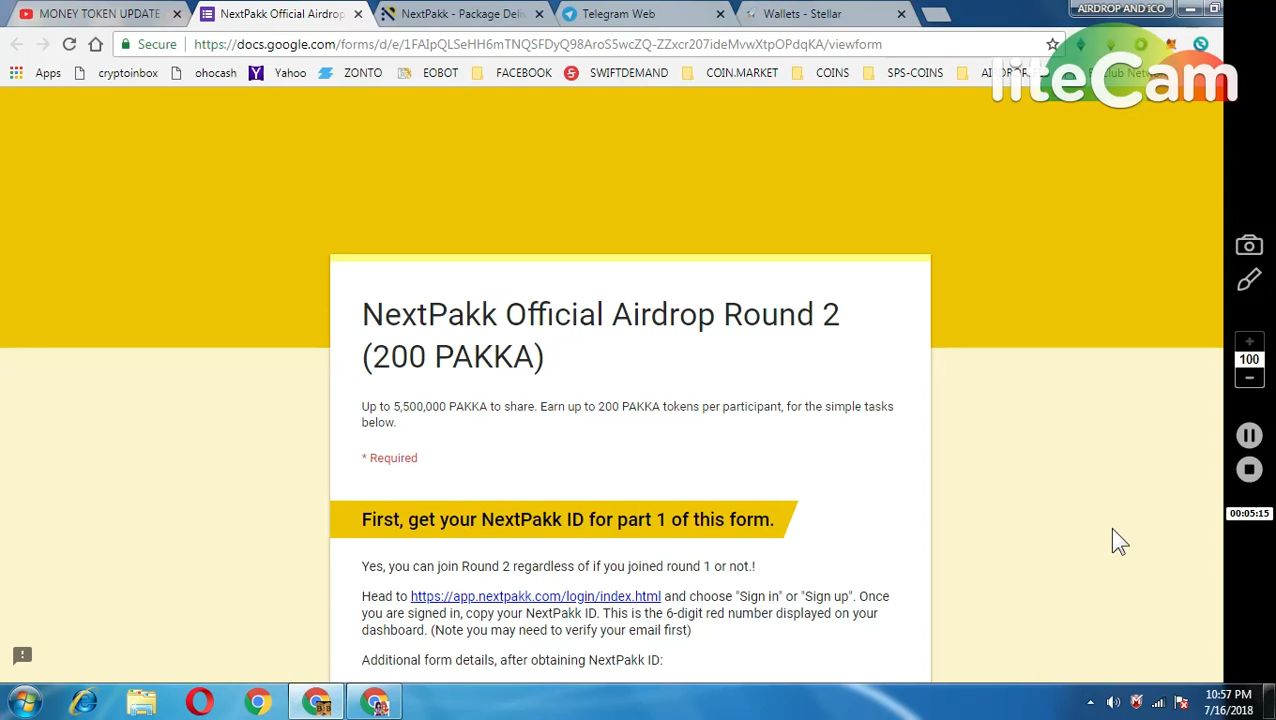 MONEY TOKEN UPDATE
NextPakk Official Airdrop
NextPakk - Package Deli
Telegram Web
Wallets - Stellar
AIRDROP AND ICO
Secure
https://docs.google.com/forms/d/e/1FAIpQLSeHH6mTNQSFDyQ98AroS5wcZQ-ZZxcr207ideMvwXtpOPdqKA/viewform
Apps
cryptoinbox
ohocash
Yahoo
EOBOT
FACEBOOK
SWIFTDEMAND
COIN.MARKET
COINS
SPS-COINS
liteCam
NextPakk Official Airdrop Round 2
(200 PAKKA)
Up to 5,500,000 PAKKA to share. Earn up to 200 PAKKA tokens per participant, for the simple tasks
below.
* Required
First, get your NextPakk ID for part 1 of this form.
Yes, you can join Round 2 regardless of if you joined round 1 or not.!
Head to https://app.nextpakk.com/login/index.html and choose "Sign in" or "Sign up". Once
you are signed in, copy your NextPakk ID. This is the 6-digit red number displayed on your
dashboard. (Note you may need to verify your email first)
Additional form details, after obtaining NextPakk ID:
100
00:05:15
10:57 PM
7/16/2018